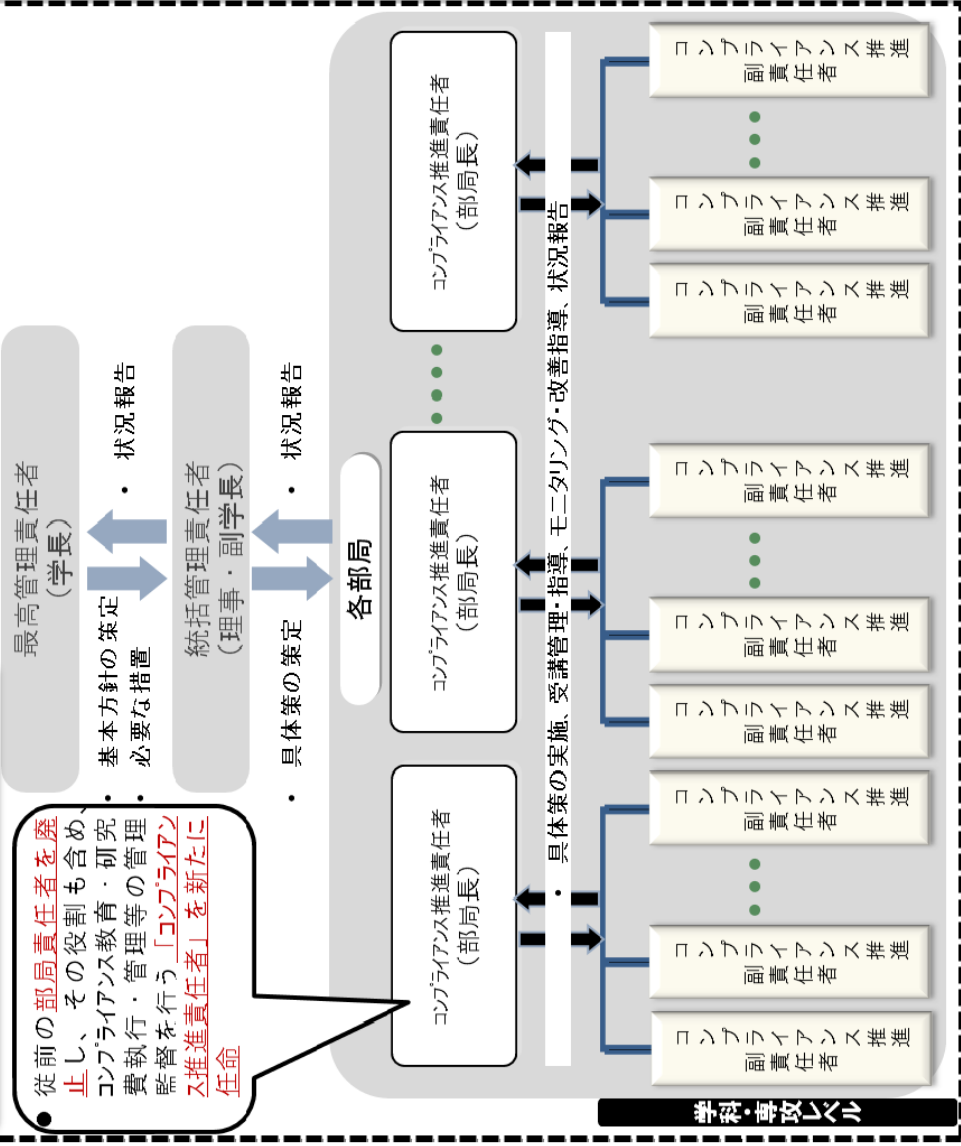 最高管理責任者
(学長)
・ 基本方針の策定
・ 必要な措置
・ 状況報告
統括管理責任者
(理事・副学長)
・ 具体策の策定
・ 状況報告
● 従前の部局責任者を廃
止し、その役割も含め、
コンプライアンス教育・研究
費執行・管理等の管理
監督を行う「コンプライアン
ス推進責任者」を新たに
任命
各部局
コンプライアンス推進責任者
(部局長)
コンプライアンス推進責任者
(部局長)
コンプライアンス推進責任者
(部局長)
・ 具体策の実施、受講管理・指導、モニタリング・改善指導、状況報告
学科・専攻レベル
コンプライアンス推進
副責任者
コンプライアンス推進
副責任者
コンプライアンス推進
副責任者
コンプライアンス推進
副責任者
コンプライアンス推進
副責任者
コンプライアンス推進
副責任者
コンプライアンス推進
副責任者
コンプライアンス推進
副責任者
コンプライアンス推進
副責任者